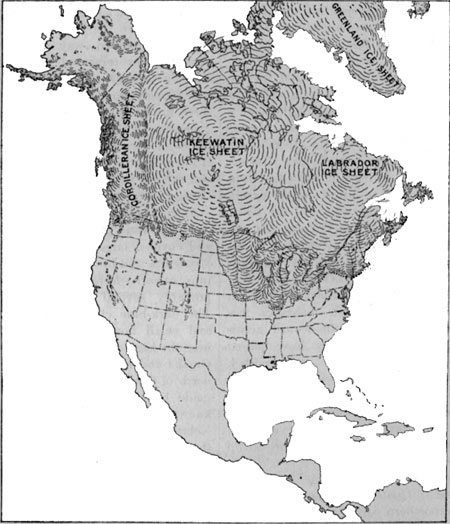 GREENLAND ICE SHEET
CORDILLERAN ICE SHEET
KEEWATIN
ICE SHEET
LABRADOR
ICE SHEET